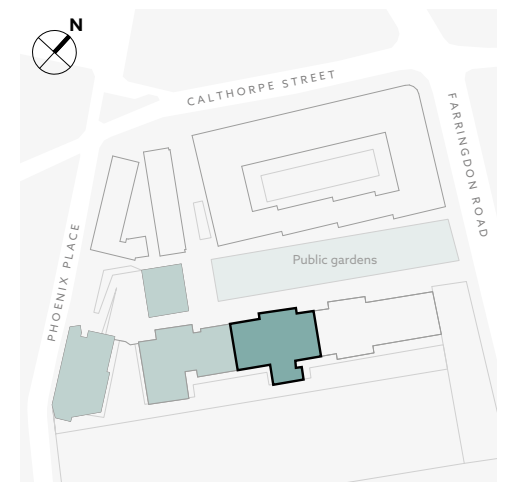 N
CALTHORPE STREET
FARRINGDON ROAD
Public gardens
PHOENIX PLACE